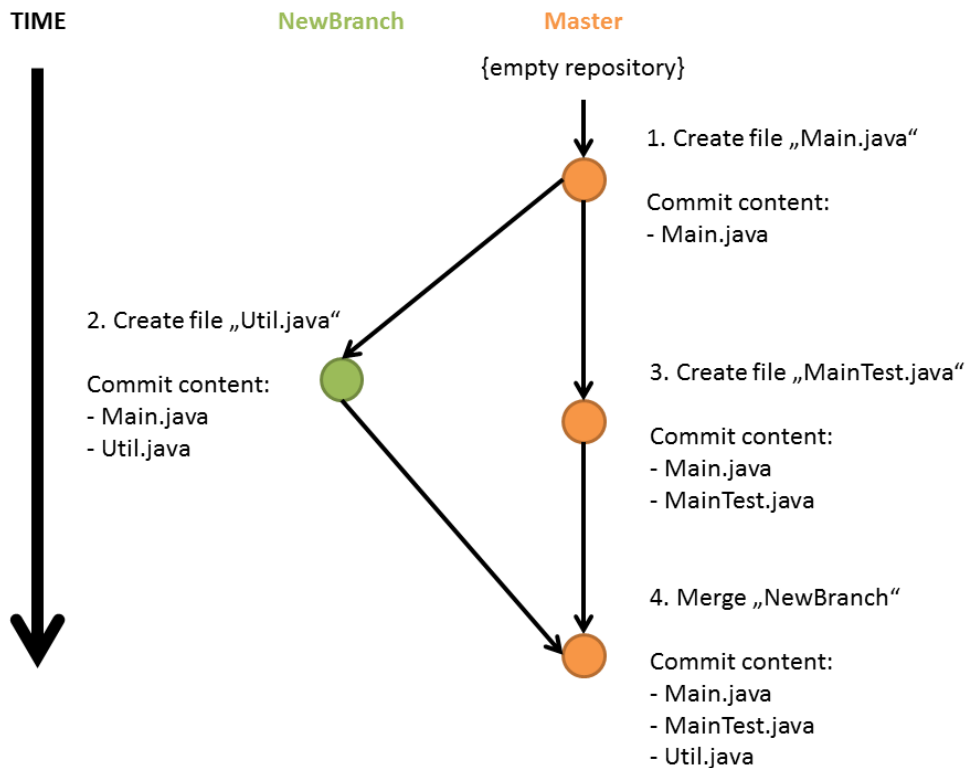 TIME
NewBranch
Master
{empty repository}
1. Create file „Main.java“
Commit content:
- Main.java
2. Create file „Util.java“
Commit content:
- Main.java
- Util.java
3. Create file „MainTest.java“
Commit content:
- Main.java
- MainTest.java
4. Merge „NewBranch“
Commit content:
- Main.java
- MainTest.java
- Util.java